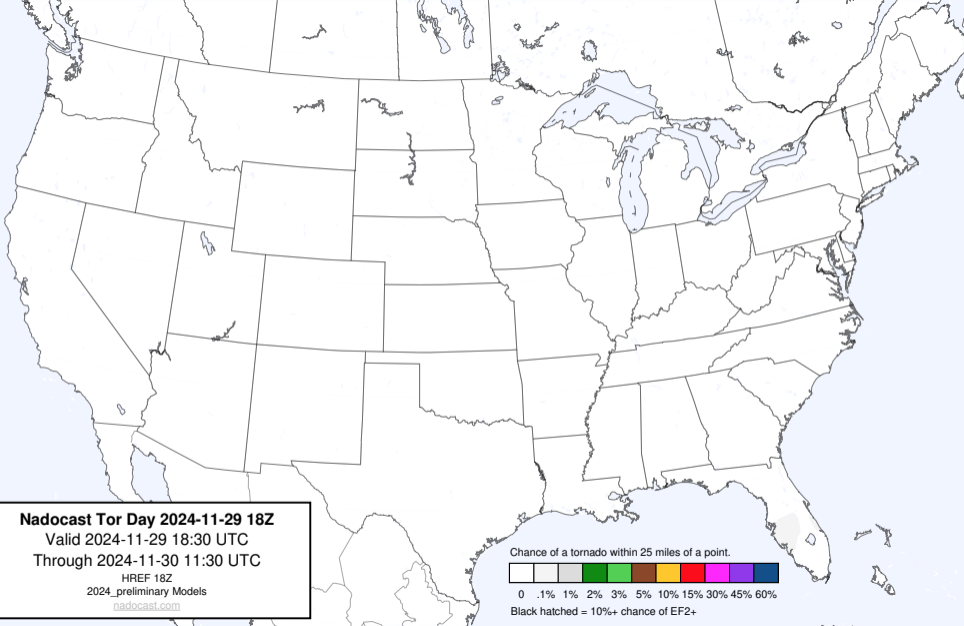 Nadocast Tor Day 2024-11-29 18Z
Valid 2024-11-29 18:30 UTC
Through 2024-11-30 11:30 UTC
HREF 18Z
2024_preliminary Models
nadocast.com
Chance of a tornado within 25 miles of a point.
0 .1% 1% 2% 3% 5% 10% 15% 30% 45% 60%
Black hatched = 10%+ chance of EF2+